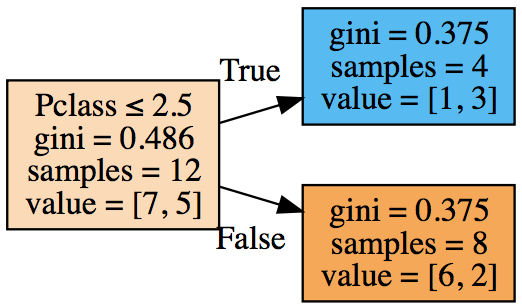 Pclass ≤ 2.5
gini = 0.486
samples = 12
value = [7, 5]
True
gini = 0.375
samples = 4
value = [1, 3]
False
gini = 0.375
samples = 8
value = [6, 2]